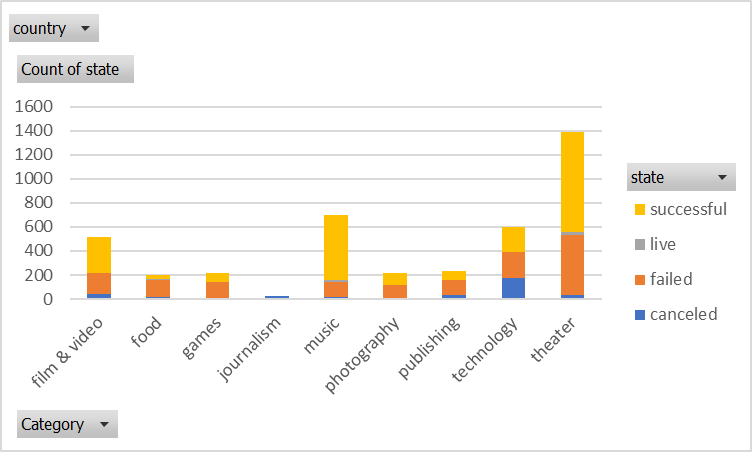 country
Count of state
1600
1400
1200
1000
800
600
400
200
0
film & video
food
games
journalism
music
photography
publishing
technology
theater
state
successful
live
failed
canceled
Category